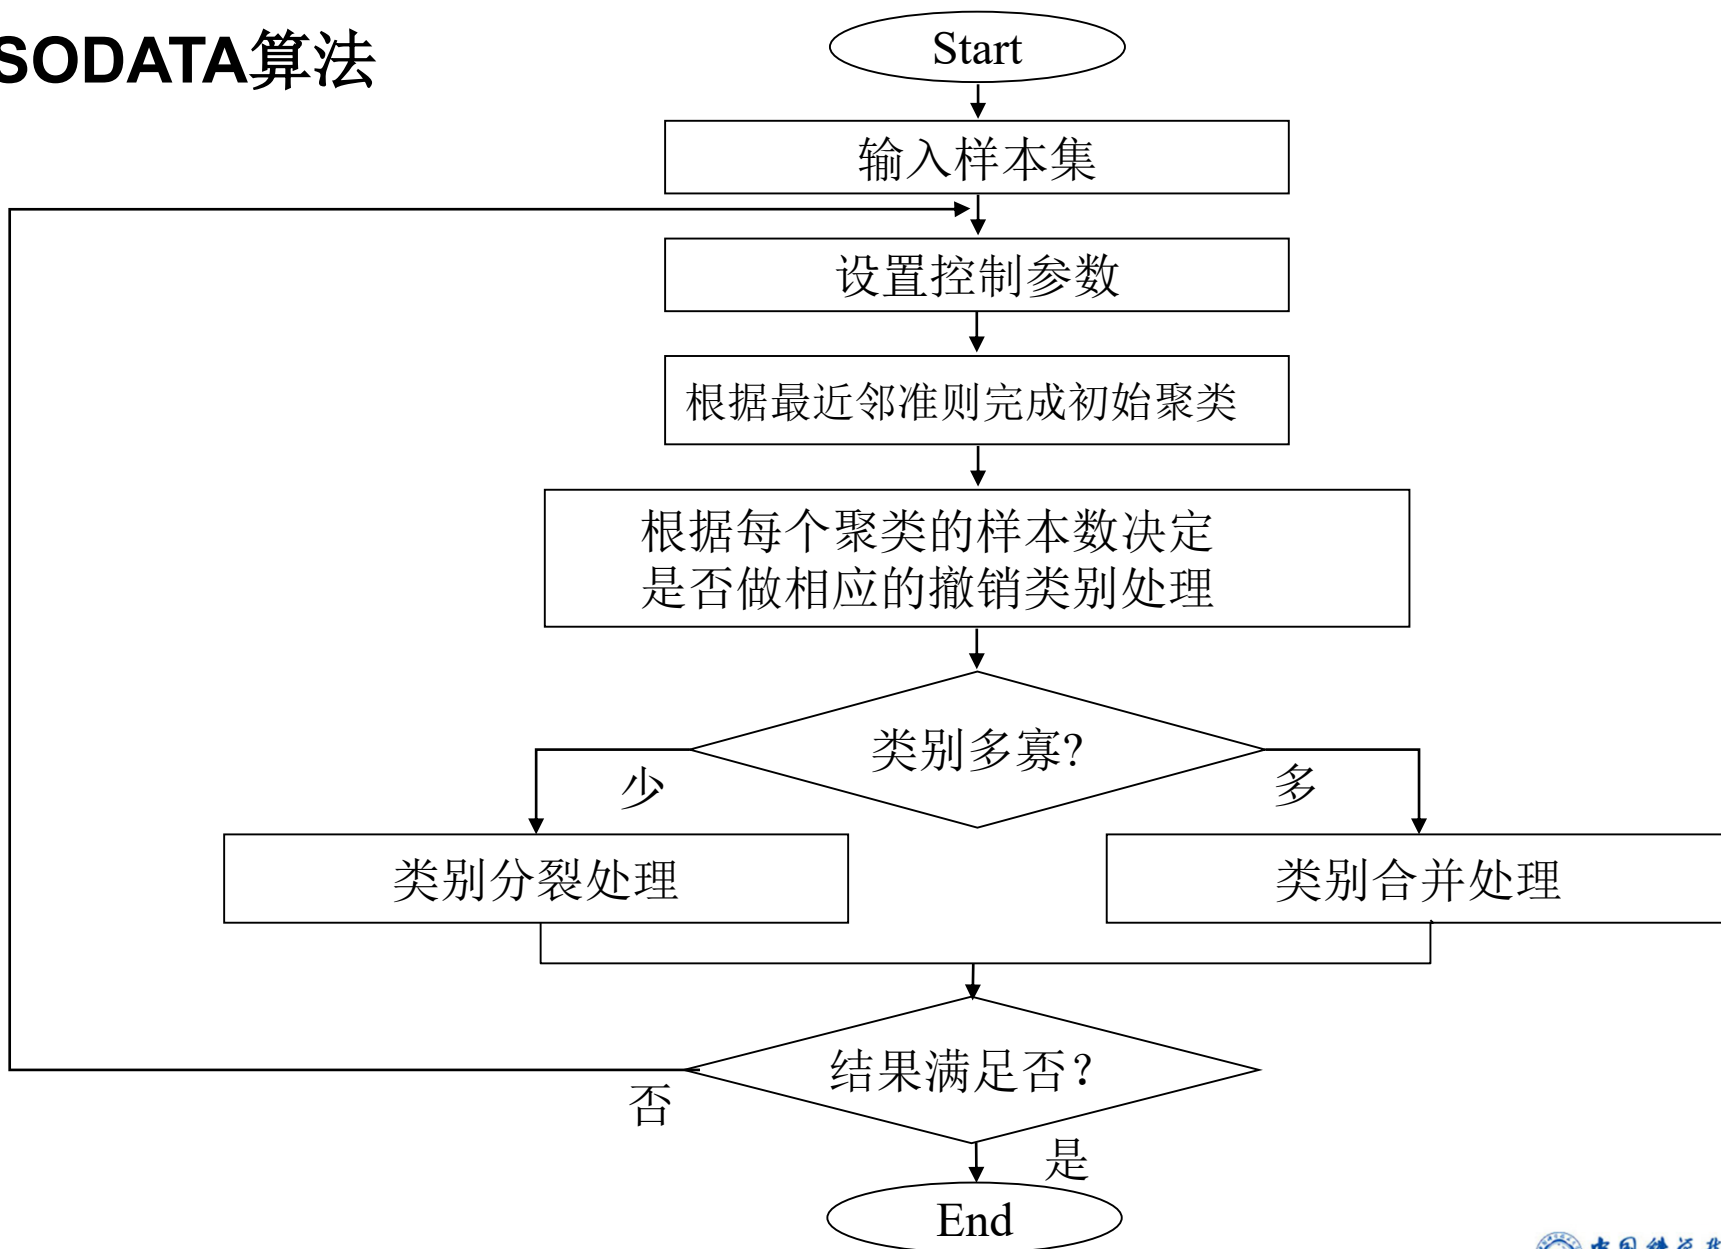 SODATA算法
Start
输入样本集
设置控制参数
根据最近邻准则完成初始聚类
根据每个聚类的样本数决定
是否做相应的撤销类别处理
类别多寡?
少
多
类别分裂处理
类别合并处理
结果满足否?
否
是
End
中国科学